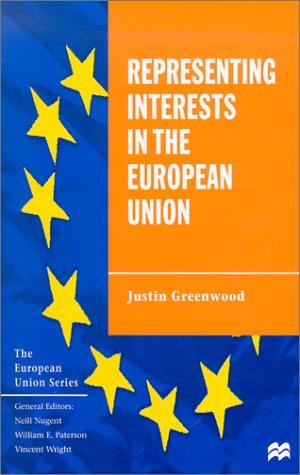 REPRESENTING
INTERESTS
IN THE
EUROPEAN
UNION
Justin Greenwood
The
European
Union Series
General Editors:
Neill Nugent
William E. Paterson
Vincent Wright